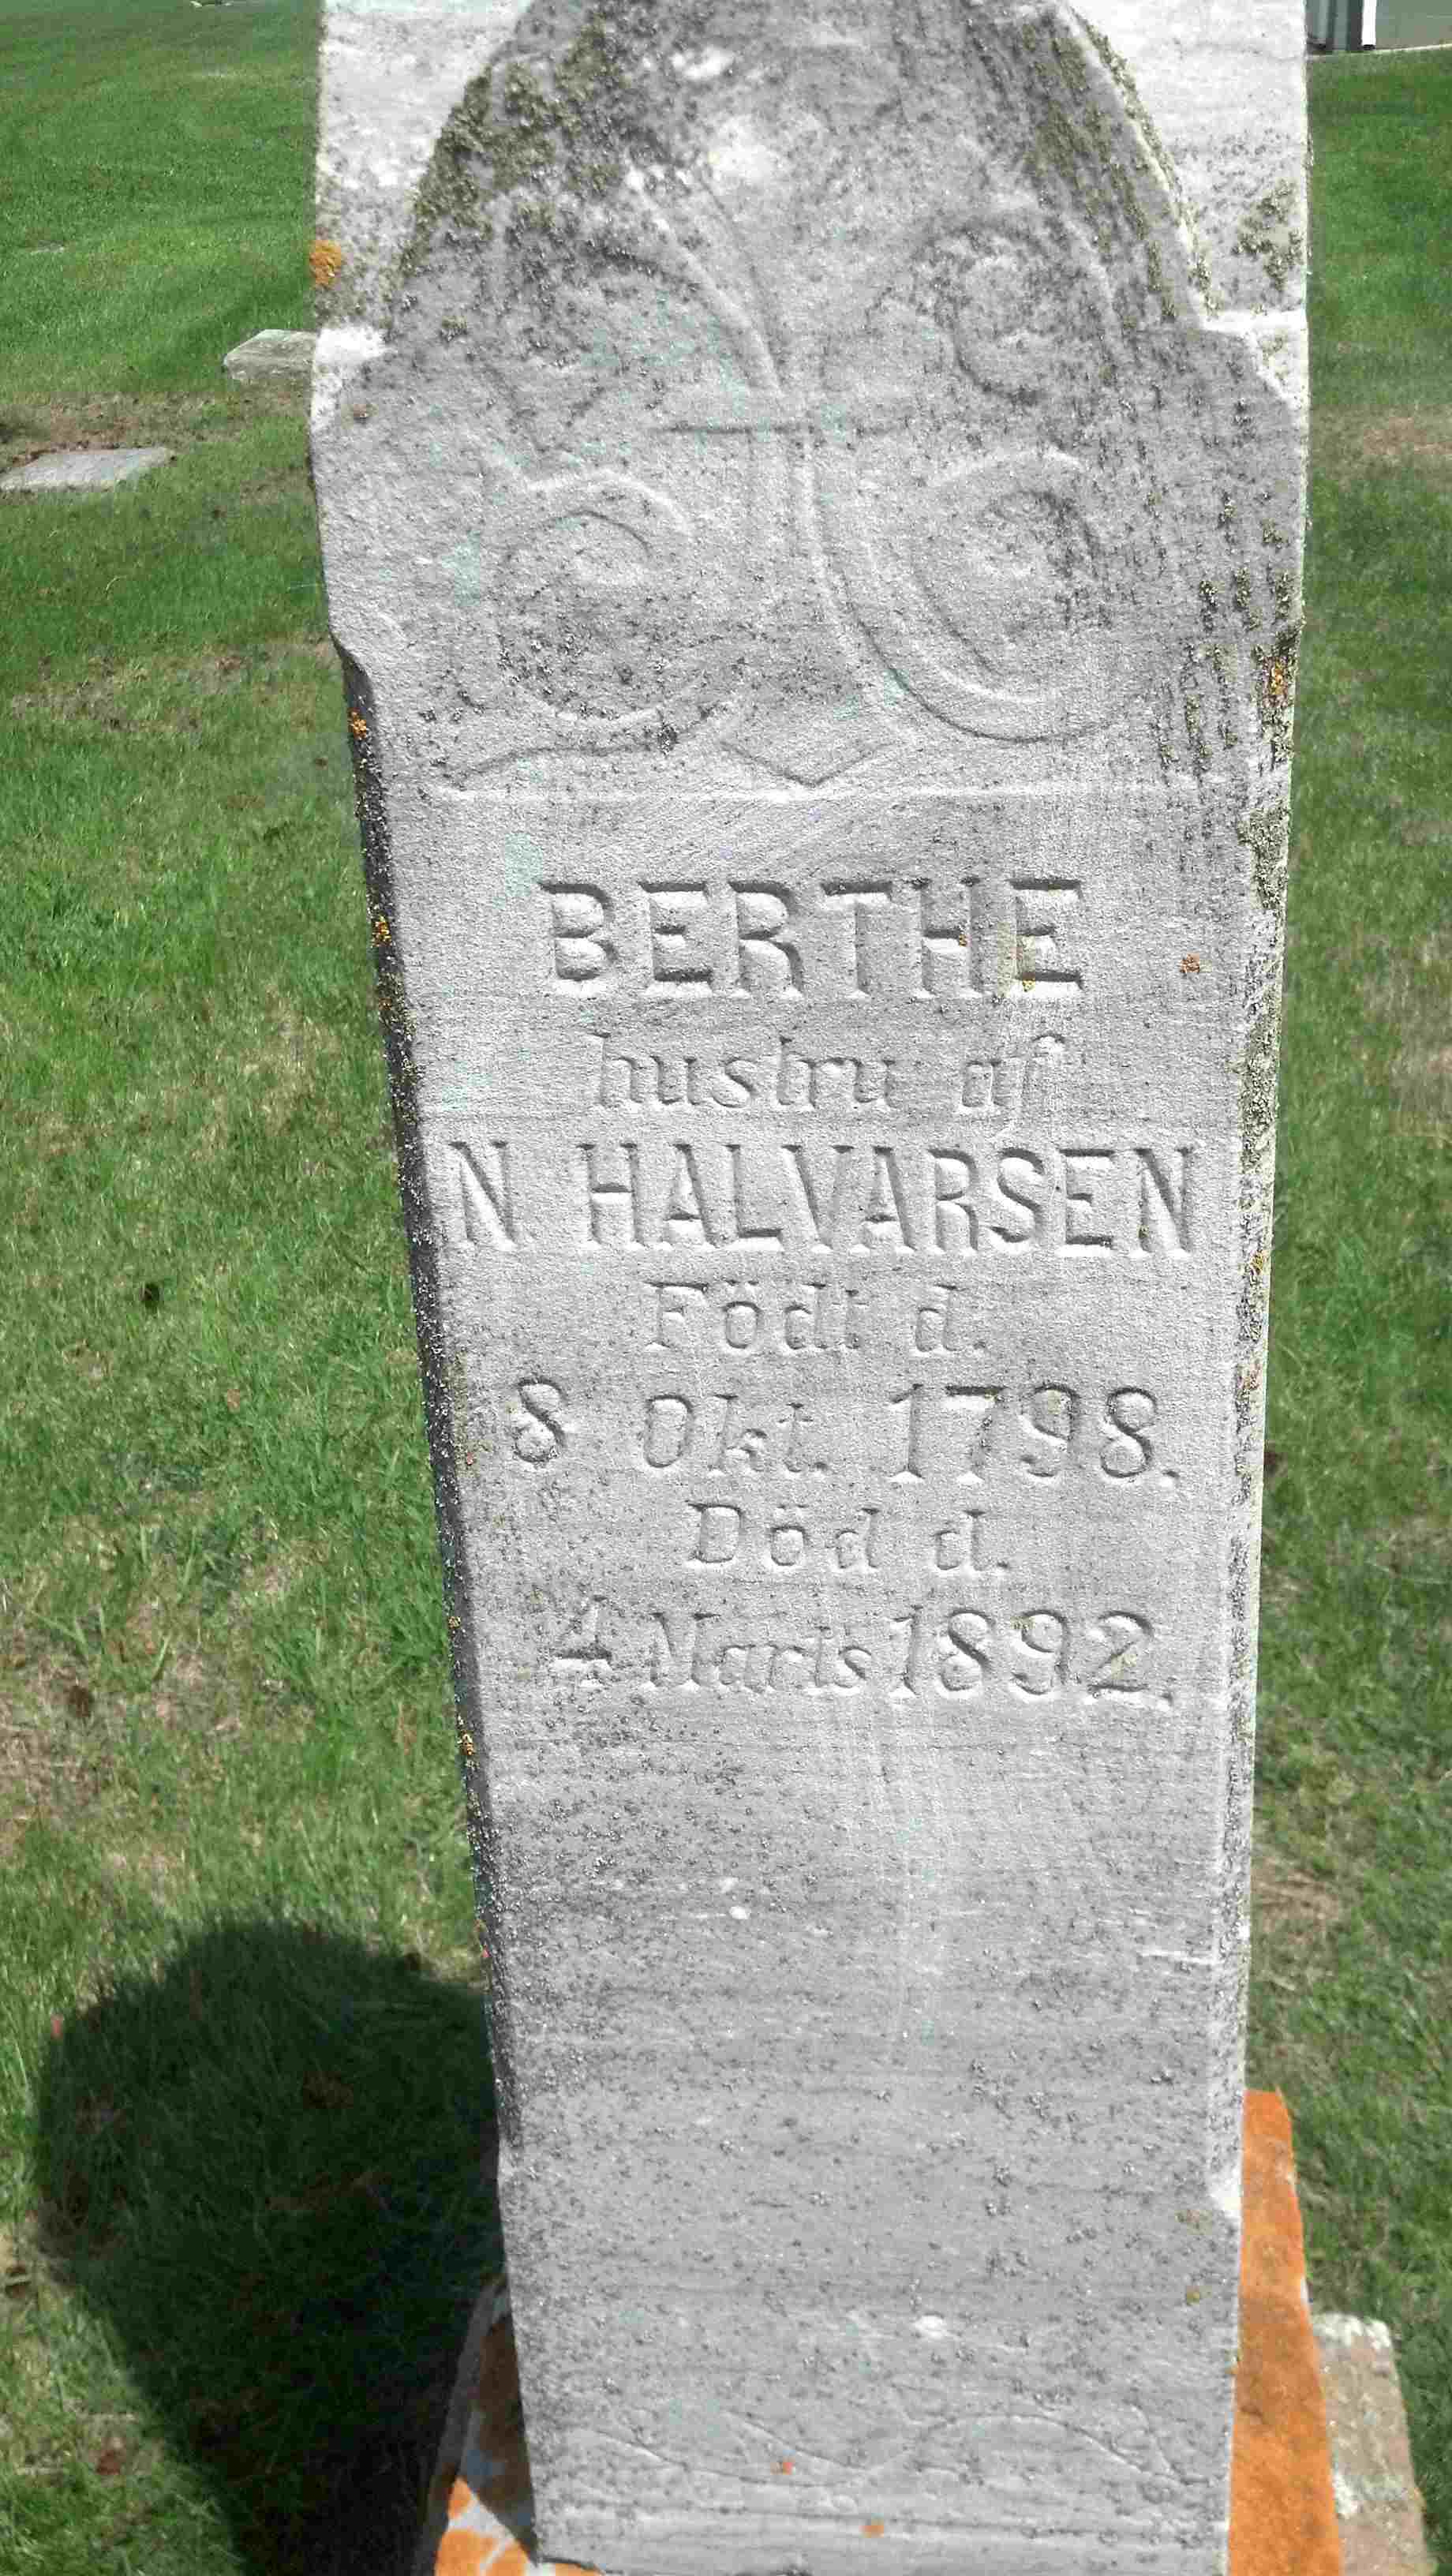 BERTHE
hustru af
N. HALVARSEN
Födt d.
8 Okt. 1798.
Död d.
4 Marts 1892.